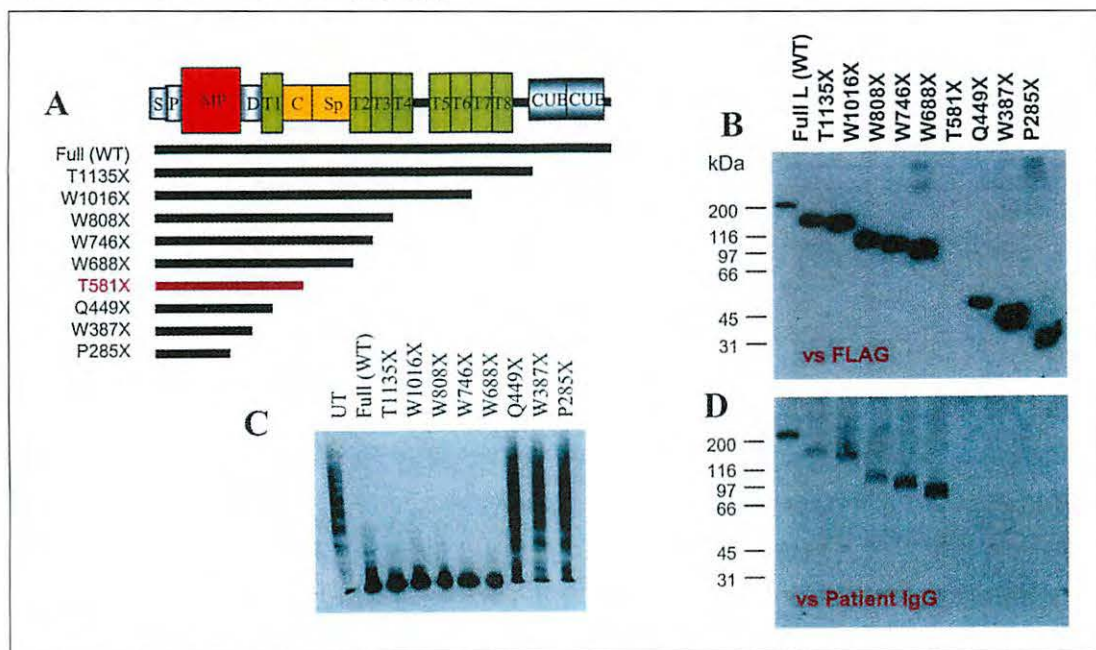 A
S P MP D T1 C Sp T2 T3 T4 T5 T6 T7 T8 CUB CUB
Full (WT)
T1135X
W1016X
W808X
W746X
W688X
T581X
Q449X
W387X
P285X
B
Full L (WT) T1135X W1016X W808X W746X W688X T581X Q449X W387X P285X
kDa
200
116
97
66
45
31
vs FLAG
C
UT Full (WT) T1135X W1016X W808X W746X W688X Q449X W387X P285X
D
200
116
97
66
45
31
vs Patient IgG